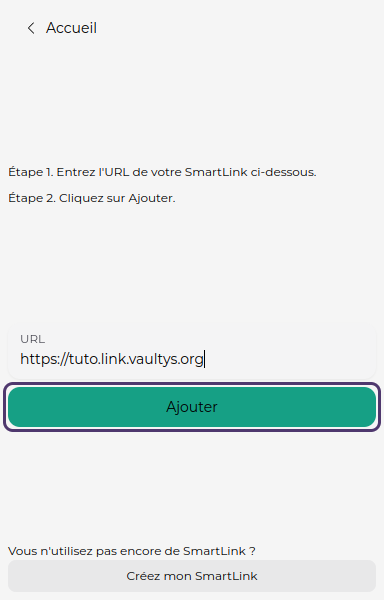 Accueil
Étape 1. Entrez l'URL de votre SmartLink ci-dessous.
Étape 2. Cliquez sur Ajouter.
URL
https://tuto.link.vaultys.org
Ajouter
Vous n'utilisez pas encore de SmartLink ?
Créez mon SmartLink